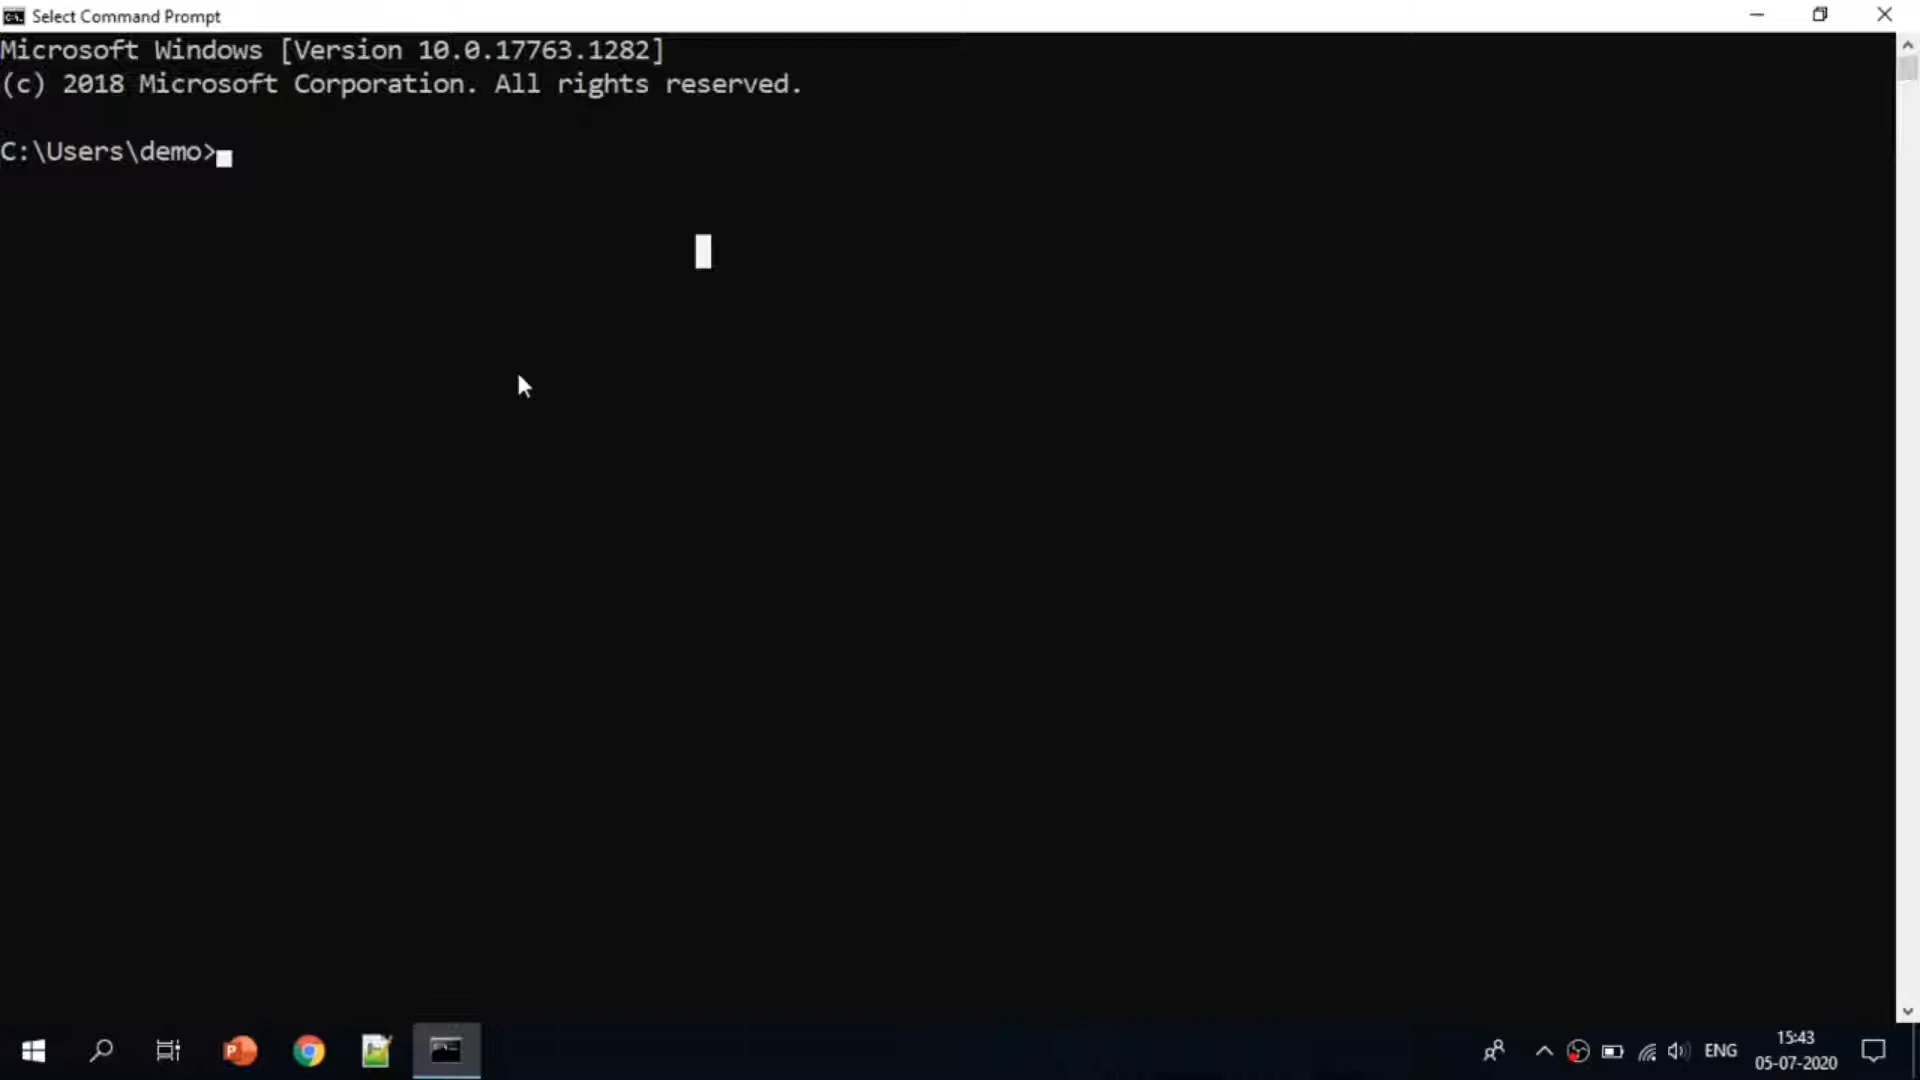 Select Command Prompt
Microsoft Windows [Version 10.0.17763.1282]
(c) 2018 Microsoft Corporation. All rights reserved.
C:\Users\demo>
ENG
15:43
05-07-2020